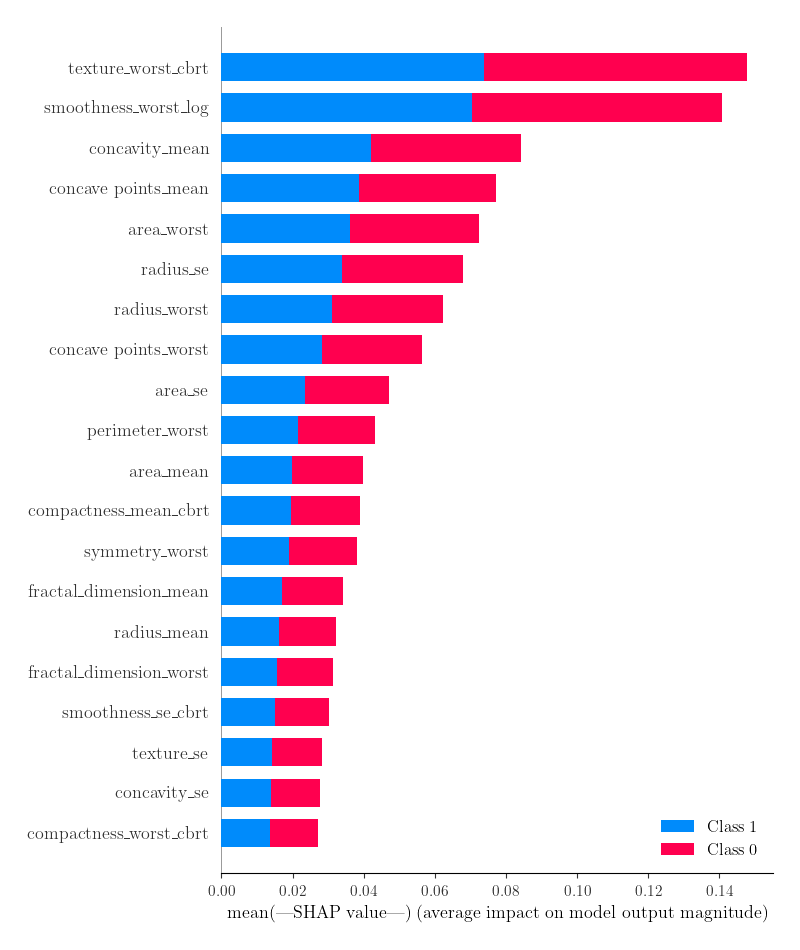 texture_worst_cbrt
smoothness_worst_log
concavity_mean
concave points_mean
area_worst
radius_se
radius_worst
concave points_worst
area_se
perimeter_worst
area_mean
compactness_mean_cbrt
symmetry_worst
fractal_dimension_mean
radius_mean
fractal_dimension_worst
smoothness_se_cbrt
texture_se
concavity_se
compactness_worst_cbrt
Class 1
Class 0
0.00 0.02 0.04 0.06 0.08 0.10 0.12 0.14
mean(—SHAP value—) (average impact on model output magnitude)